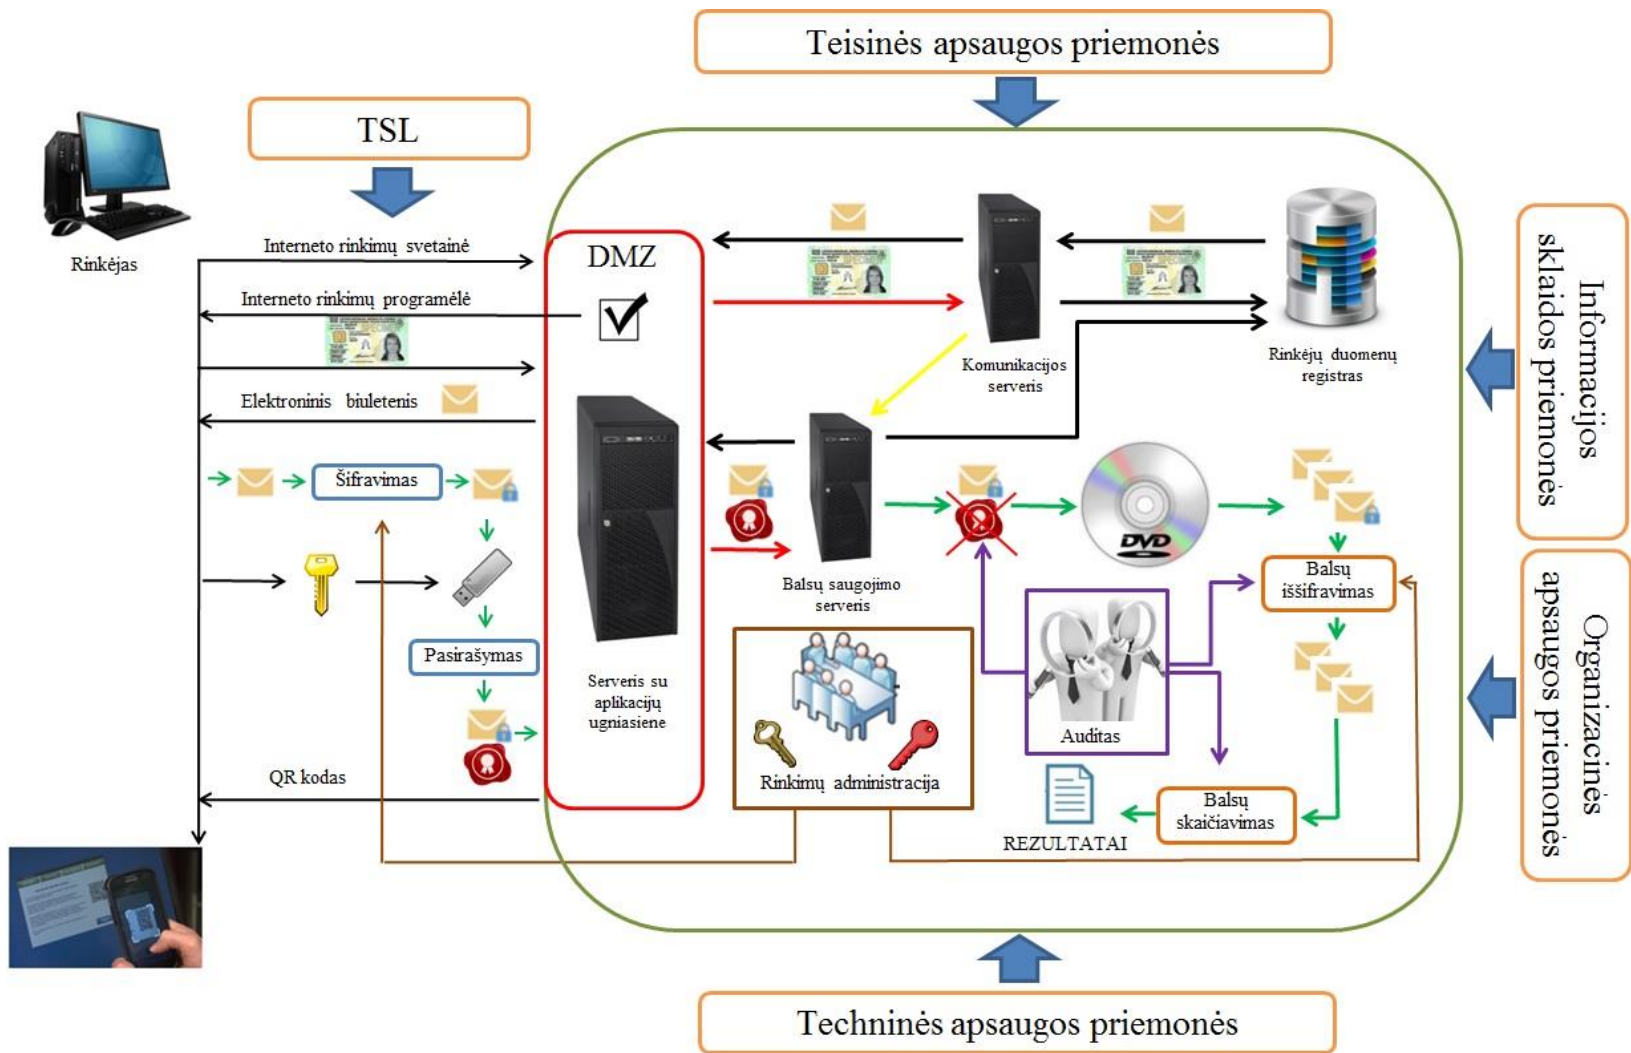 Teisinės apsaugos priemonės
TSL
Rinkėjas
Interneto rinkimų svetainė
Interneto rinkimų programėlė
Elektroninis biuletenis
Šifravimas
Pasirašymas
QR kodas
DMZ
Serveris su
aplikacijų
ugniasiene
Komunikacijos
serveris
Rinkėjų duomenų
registras
Balsų saugojimo
serveris
DVD
Balsų
iššifravimas
Auditas
Rinkimų administracija
REZULTATAI
Balsų
skaičiavimas
Informacijos
sklaidos priemonės
Organizacinės
apsaugos priemonės
Techninės apsaugos priemonės